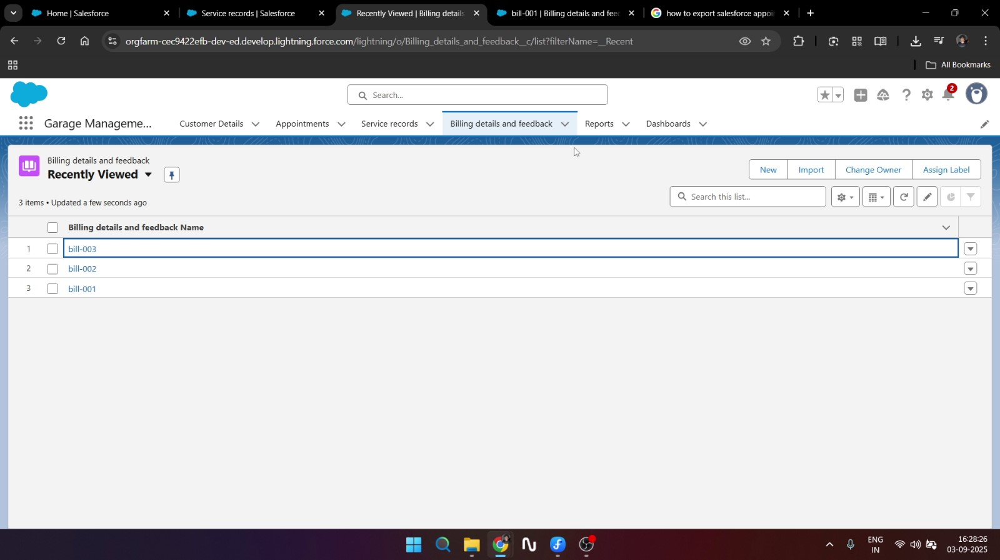 Home | Salesforce
Service records | Salesforce
Recently Viewed | Billing details
bill-001 | Billing details and feed
how to export salesforce appoi
orgfarm-cec9422efb-dev-ed.develop.lightning.force.com/lightning/o/Billing_details_and_feedback__c/list?filterName=__Recent
All Bookmarks
Search...
2
Garage Manageme...
Customer Details
Appointments
Service records
Billing details and feedback
Reports
Dashboards
Billing details and feedback
Recently Viewed
New
Import
Change Owner
Assign Label
3 items • Updated a few seconds ago
Search this list...
Billing details and feedback Name
1 bill-003
2 bill-002
3 bill-001
ENG
IN
16:28:26
03-09-2025